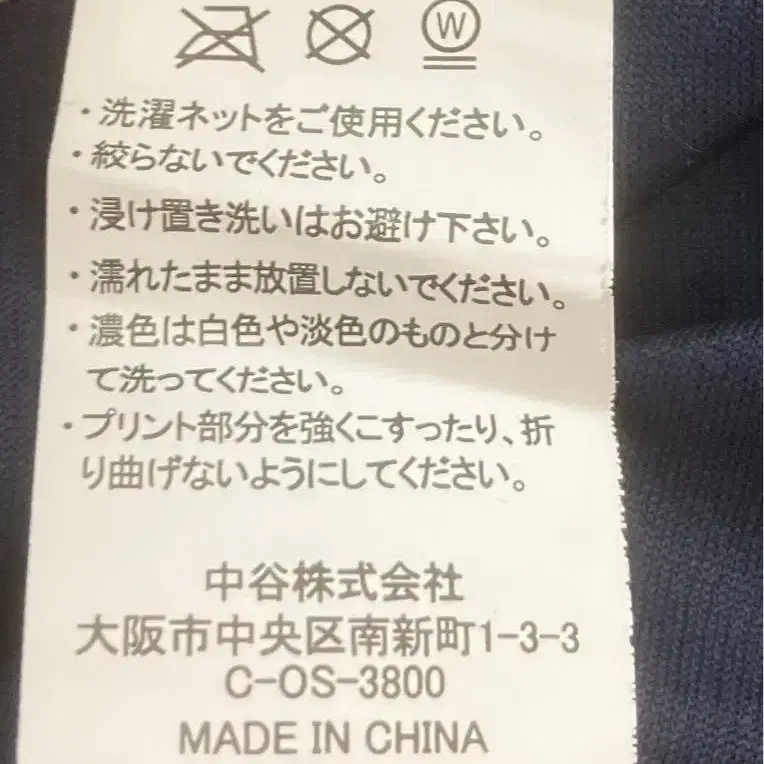 W
・洗濯ネットをご使用ください。
・絞らないでください。
・浸け置き洗いはお避け下さい。
・濡れたまま放置しないでください。
・濃色は白色や淡色のものと分け
て洗ってください。
・プリント部分を強くこすったり、折
り曲げないようにしてください。
中谷株式会社
大阪市中央区南新町1-3-3
C-OS-3800
MADE IN CHINA